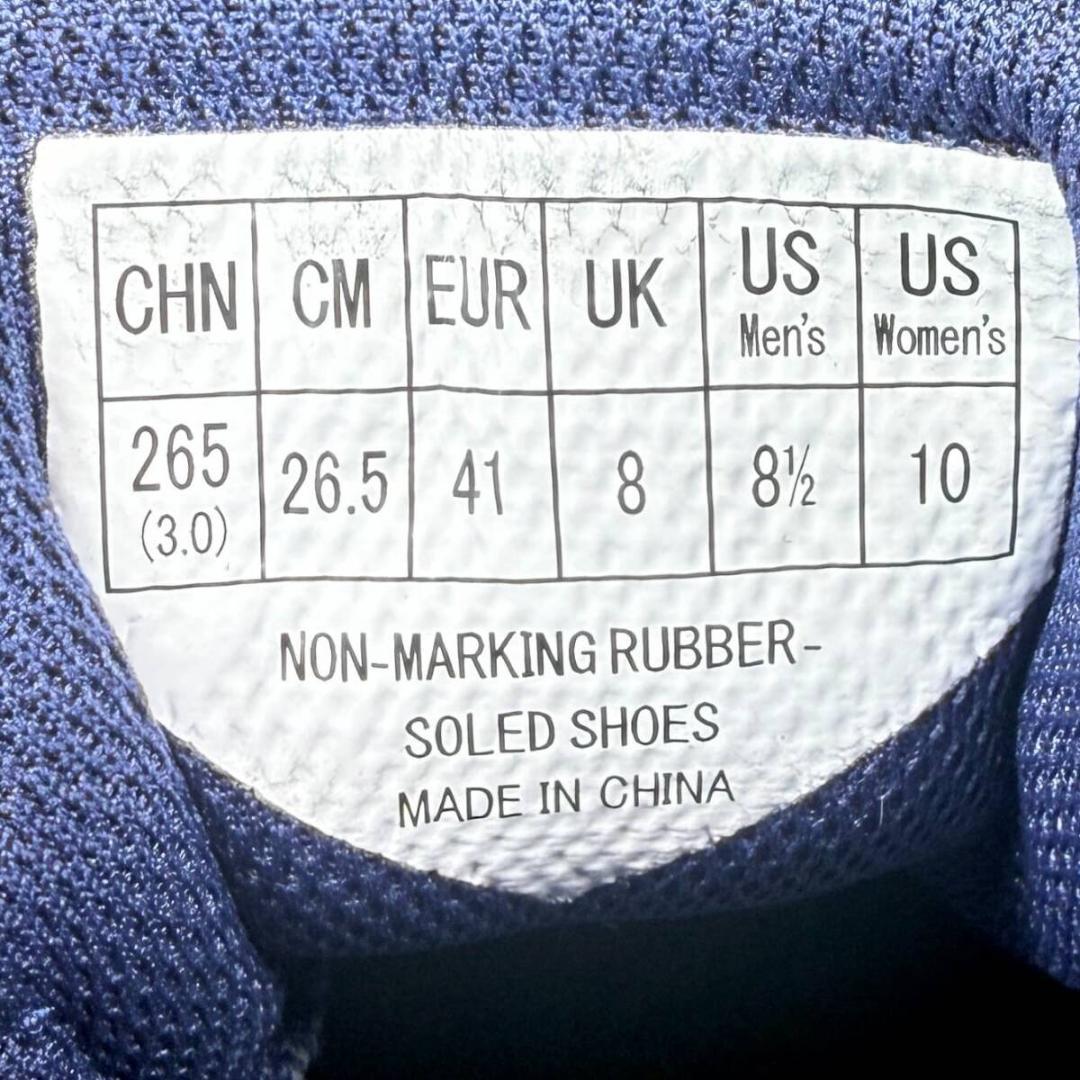 CHN CM EUR UK US Men's US Women's
265 (3.0) 26.5 41 8 8½ 10
NON-MARKING RUBBER-
SOLED SHOES
MADE IN CHINA